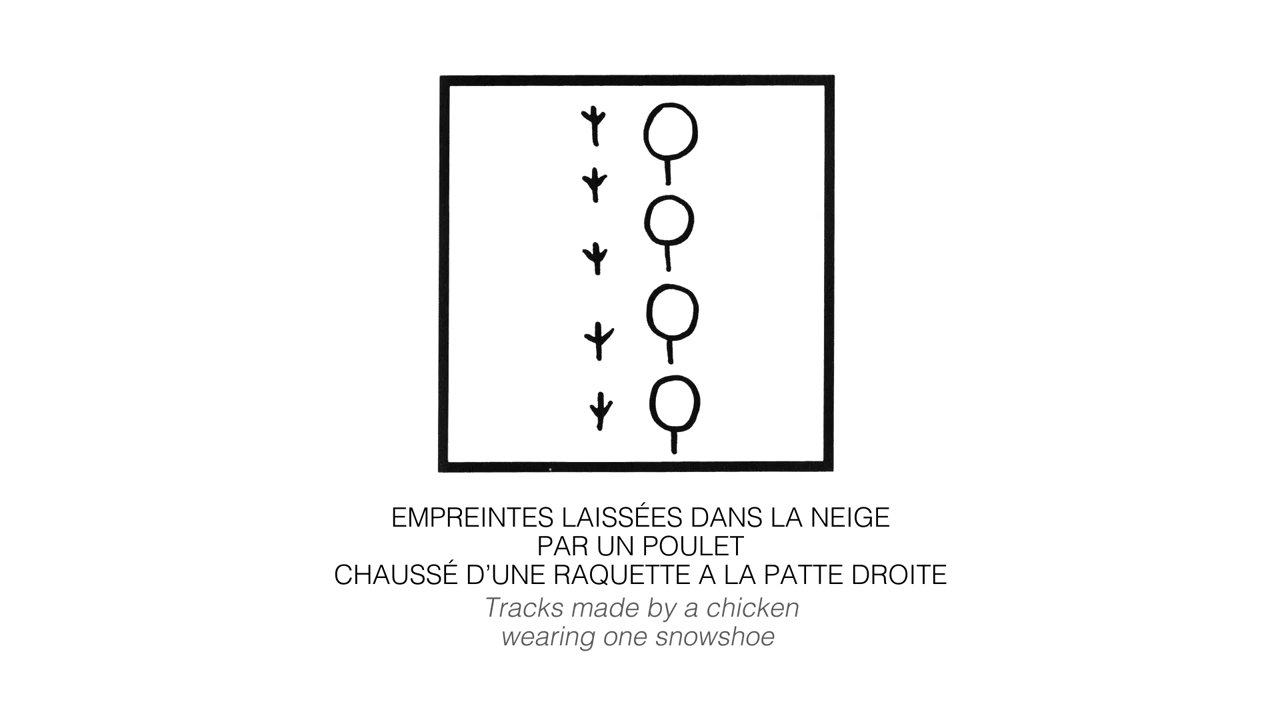 EMPREINTES LAISSÉES DANS LA NEIGE
PAR UN POULET
CHAUSSÉ D’UNE RAQUETTE A LA PATTE DROITE
Tracks made by a chicken
wearing one snowshoe